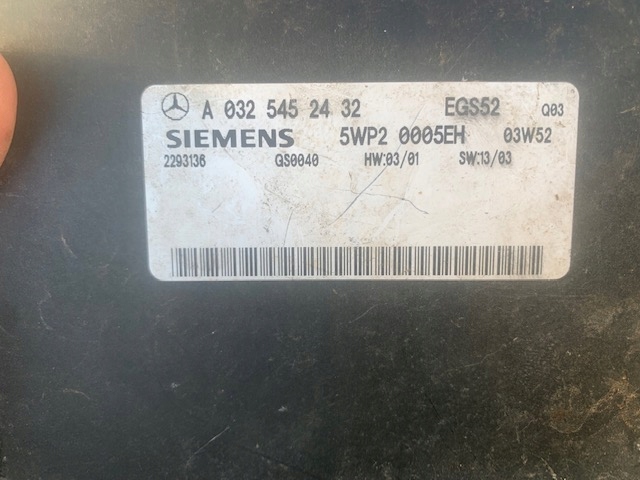 A 032 545 24 32 EGS52 Q03
SIEMENS 5WP2 0005EH 03W52
2293136 QS0040 HW:03/01 SW:13/03